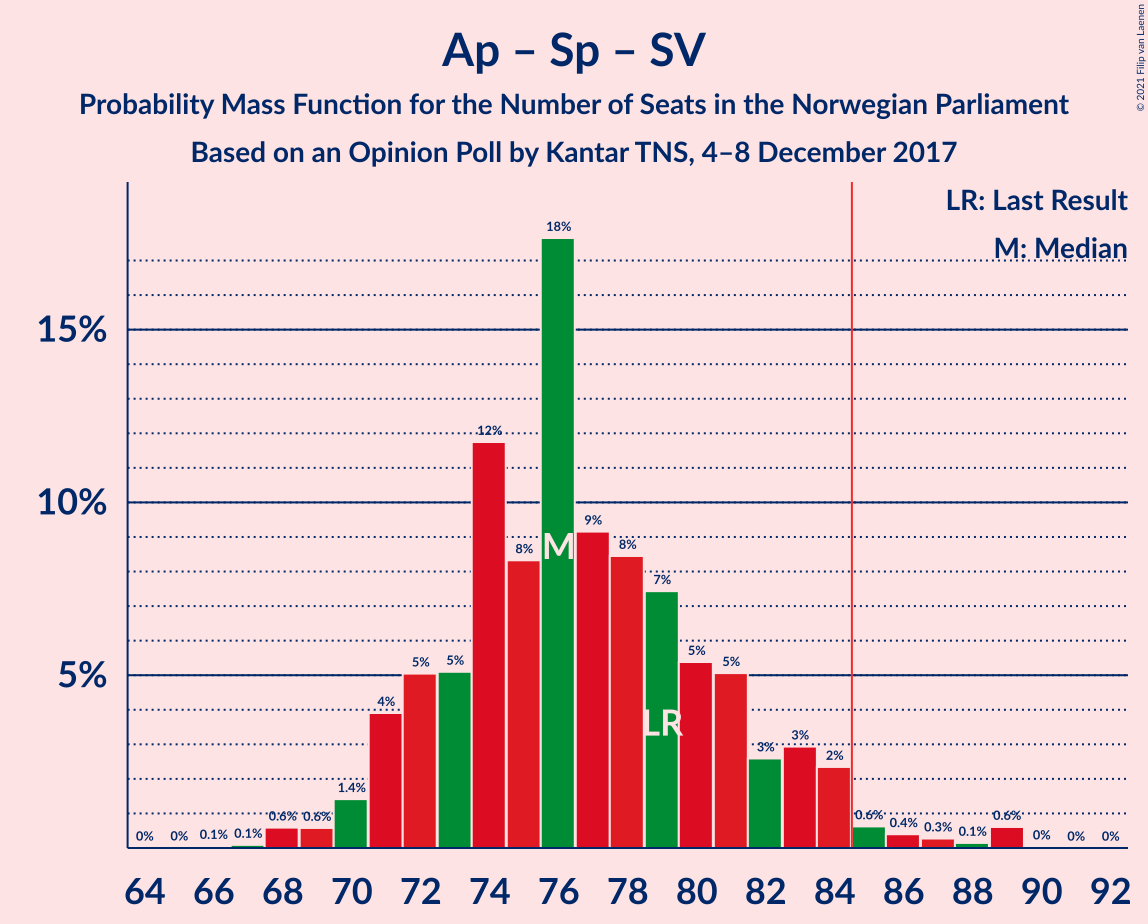 Ap – Sp – SV
Probability Mass Function for the Number of Seats in the Norwegian Parliament
Based on an Opinion Poll by Kantar TNS, 4–8 December 2017
© 2021 Filip van Laenen
LR: Last Result
M: Median
15%
10%
5%
0% 0% 0.1% 0.1% 0.6% 0.6% 1.4% 4% 5% 5% 12% 8% 18% 9% 8% 7% 5% 5% 3% 3% 2% 0.6% 0.4% 0.3% 0.1% 0.6% 0% 0% 0%
M
LR
64 66 68 70 72 74 76 78 80 82 84 86 88 90 92